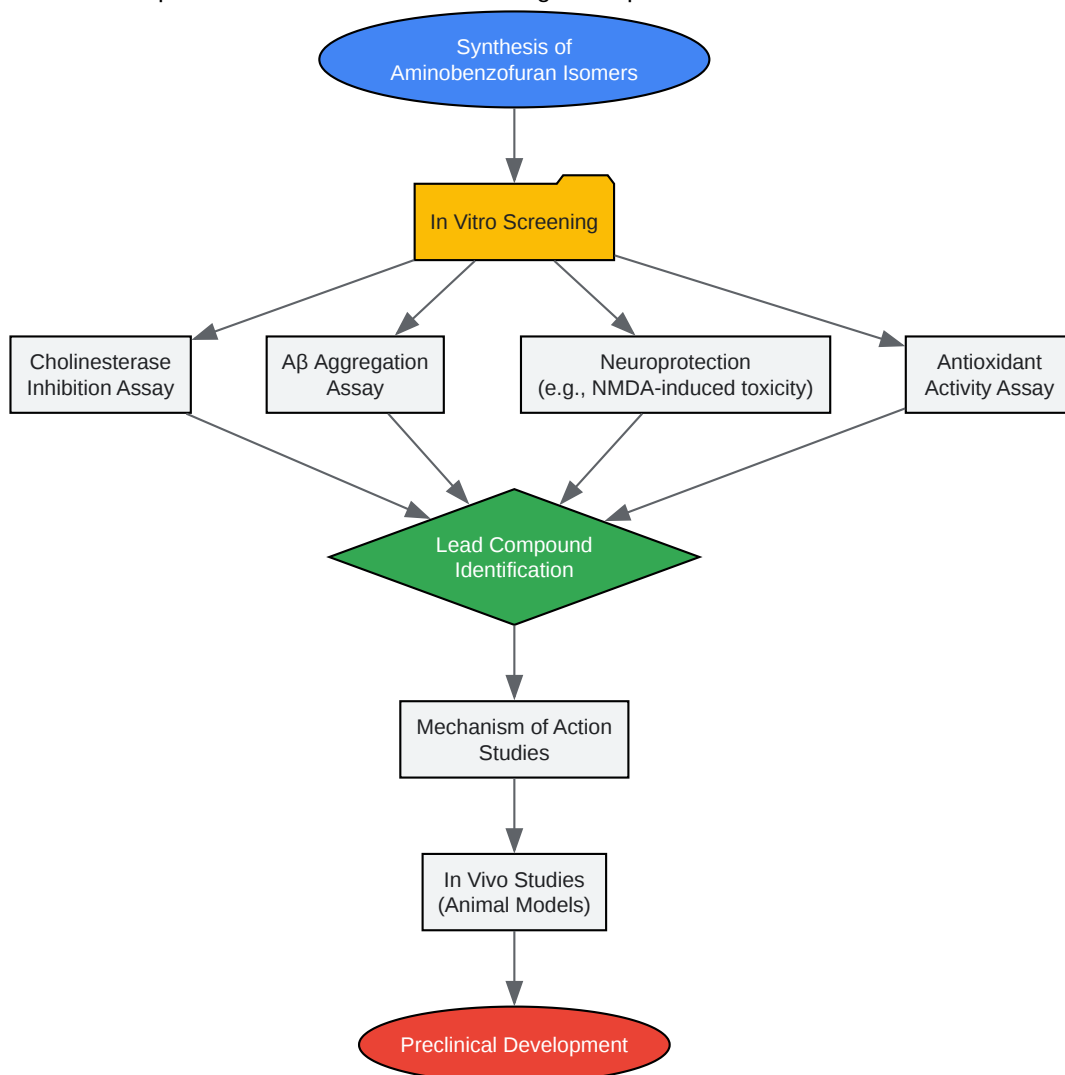 Synthesis of
Aminobenzofuran Isomers
In Vitro Screening
Cholinesterase
Inhibition Assay
Aβ Aggregation
Assay
Neuroprotection
(e.g., NMDA-induced toxicity)
Antioxidant
Activity Assay
Lead Compound
Identification
Mechanism of Action
Studies
In Vivo Studies
(Animal Models)
Preclinical Development